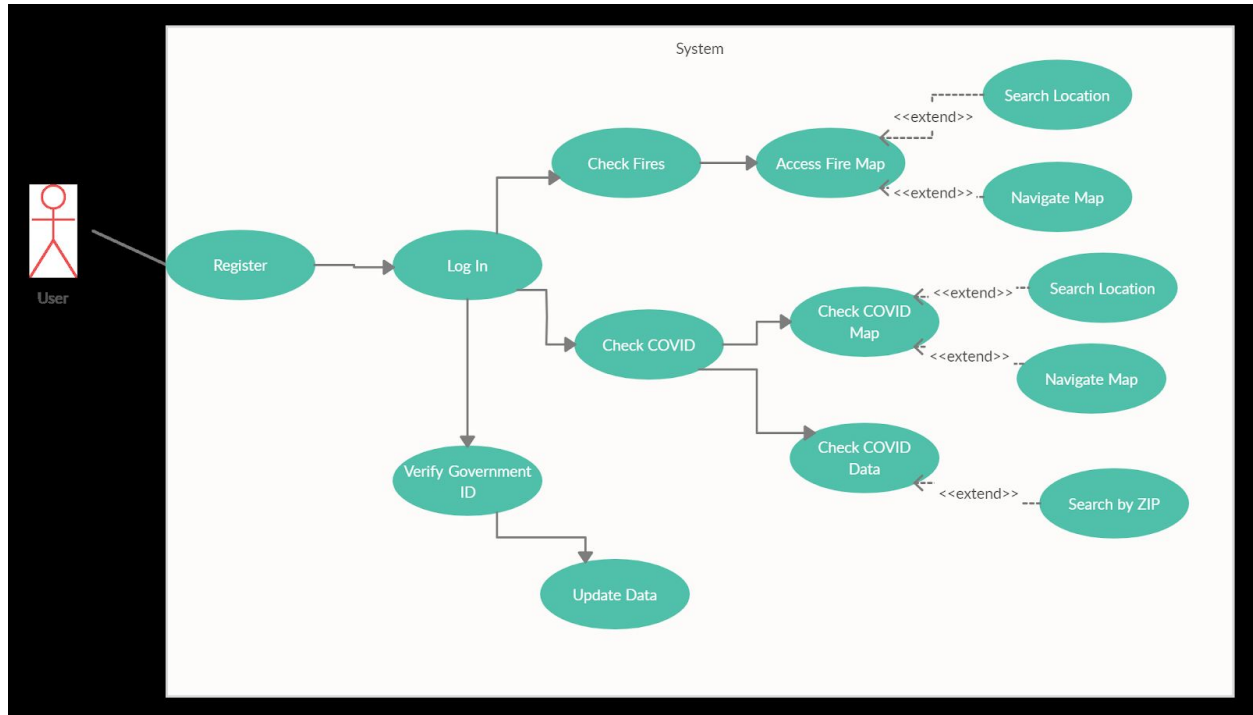 System
Search Location
<<extend>>
Check Fires
Access Fire Map
<<extend>>
Navigate Map
User
Register
Log In
Search Location
<<extend>>
Check COVID
Map
Check COVID
<<extend>>
Navigate Map
Check COVID
Data
Verify Government
ID
<<extend>>
Search by ZIP
Update Data